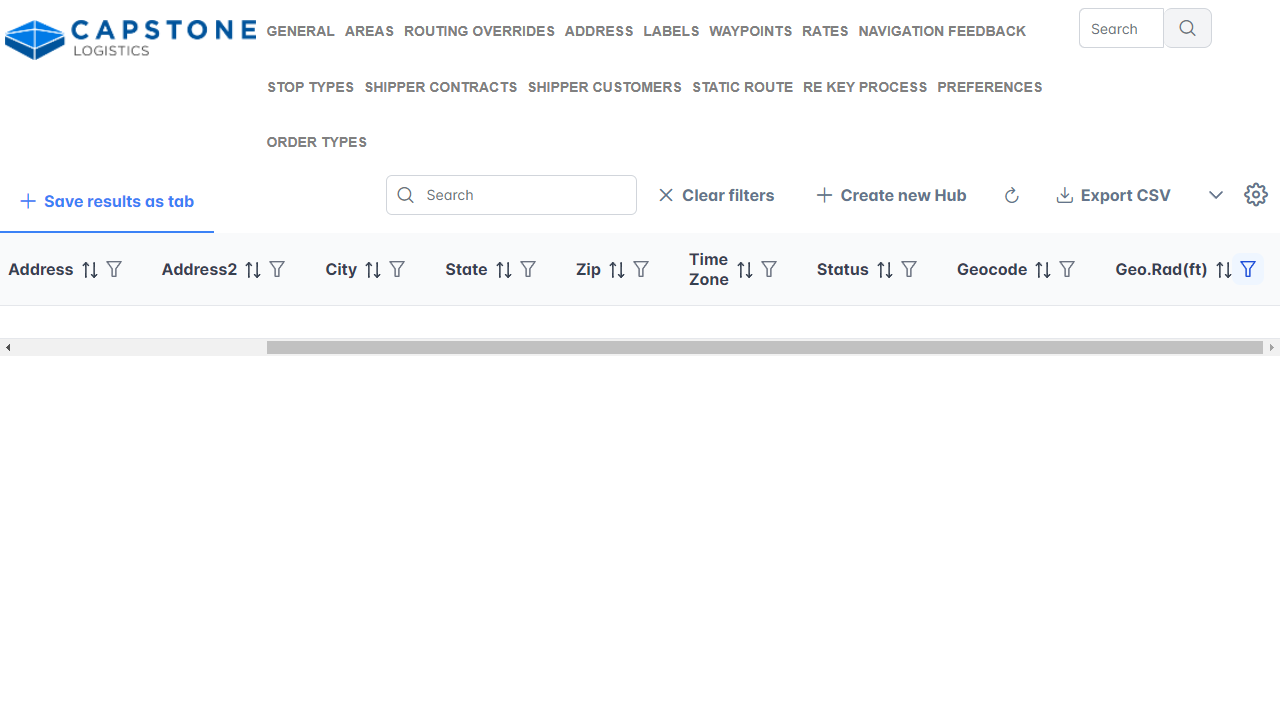 CAPSTONE
LOGISTICS
GENERAL AREAS ROUTING OVERRIDES ADDRESS LABELS WAYPOINTS RATES NAVIGATION FEEDBACK
Search
STOP TYPES SHIPPER CONTRACTS SHIPPER CUSTOMERS STATIC ROUTE RE KEY PROCESS PREFERENCES
ORDER TYPES
Save results as tab
Search
Clear filters
Create new Hub
Export CSV
Address Address2 City State Zip Time Zone Status Geocode Geo.Rad(ft)